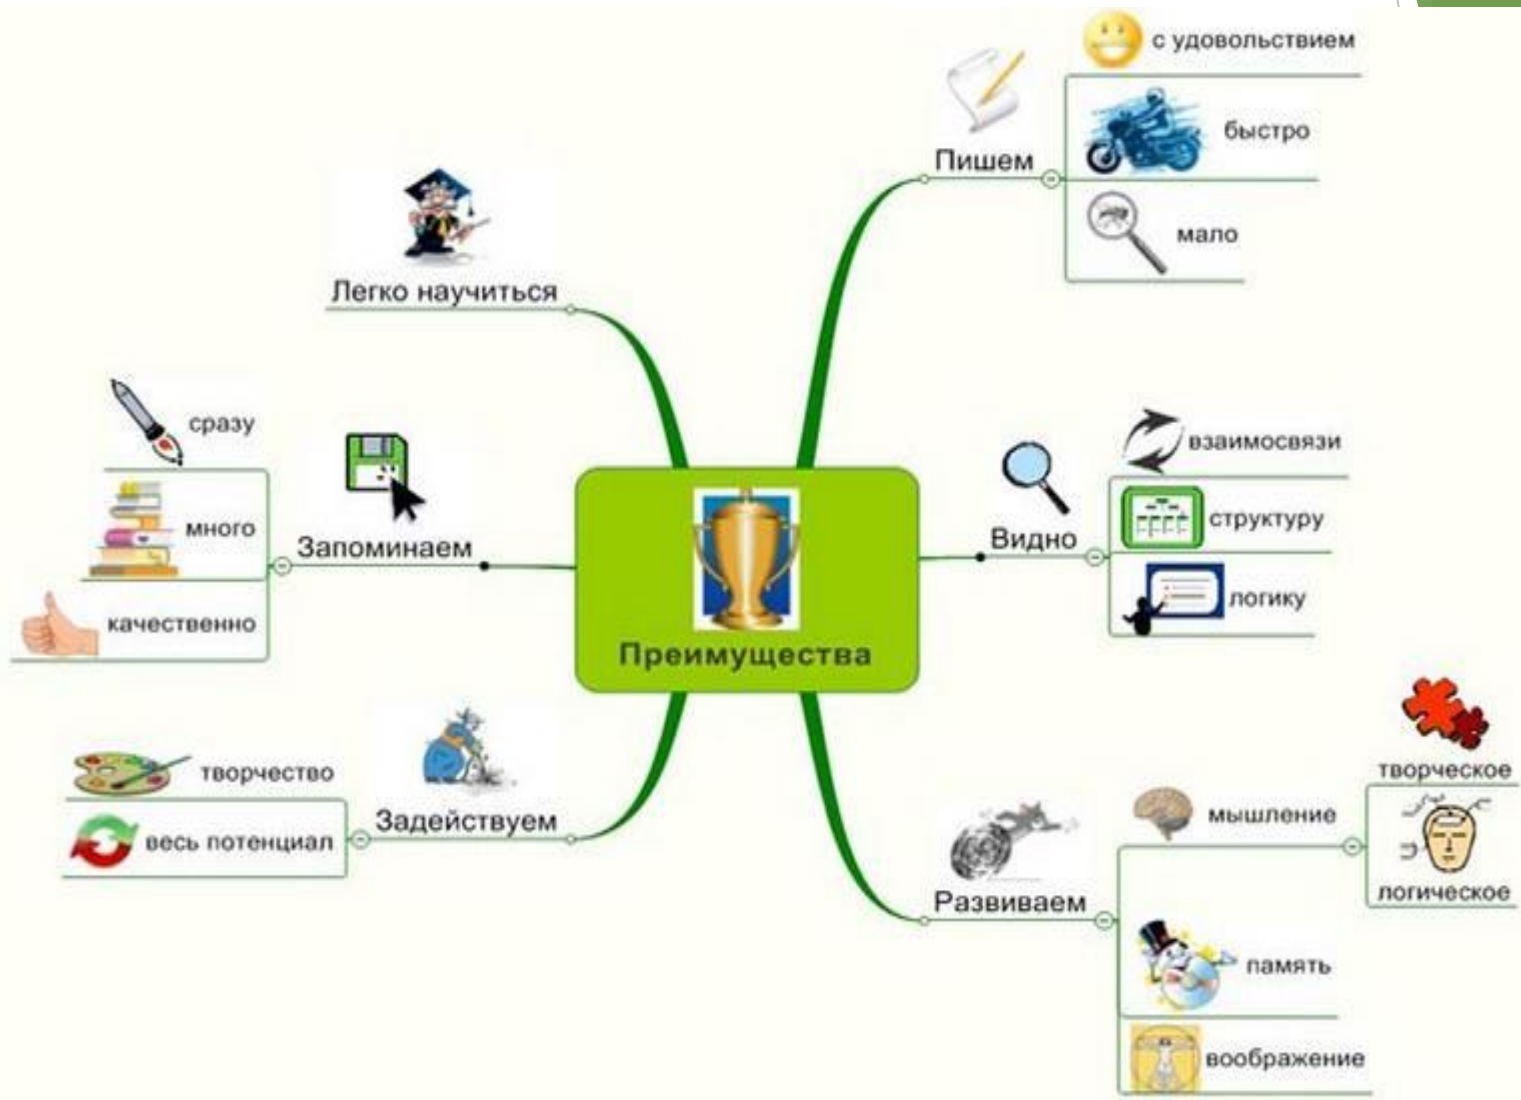 с удовольствием
Пишем
быстро
мало
Легко научиться
сразу
много
Запоминаем
качественно
взаимосвязи
Видно
структуру
логику
Преимущества
творчество
Задействуем
весь потенциал
Развиваем
мышление
творческое
логическое
память
воображение